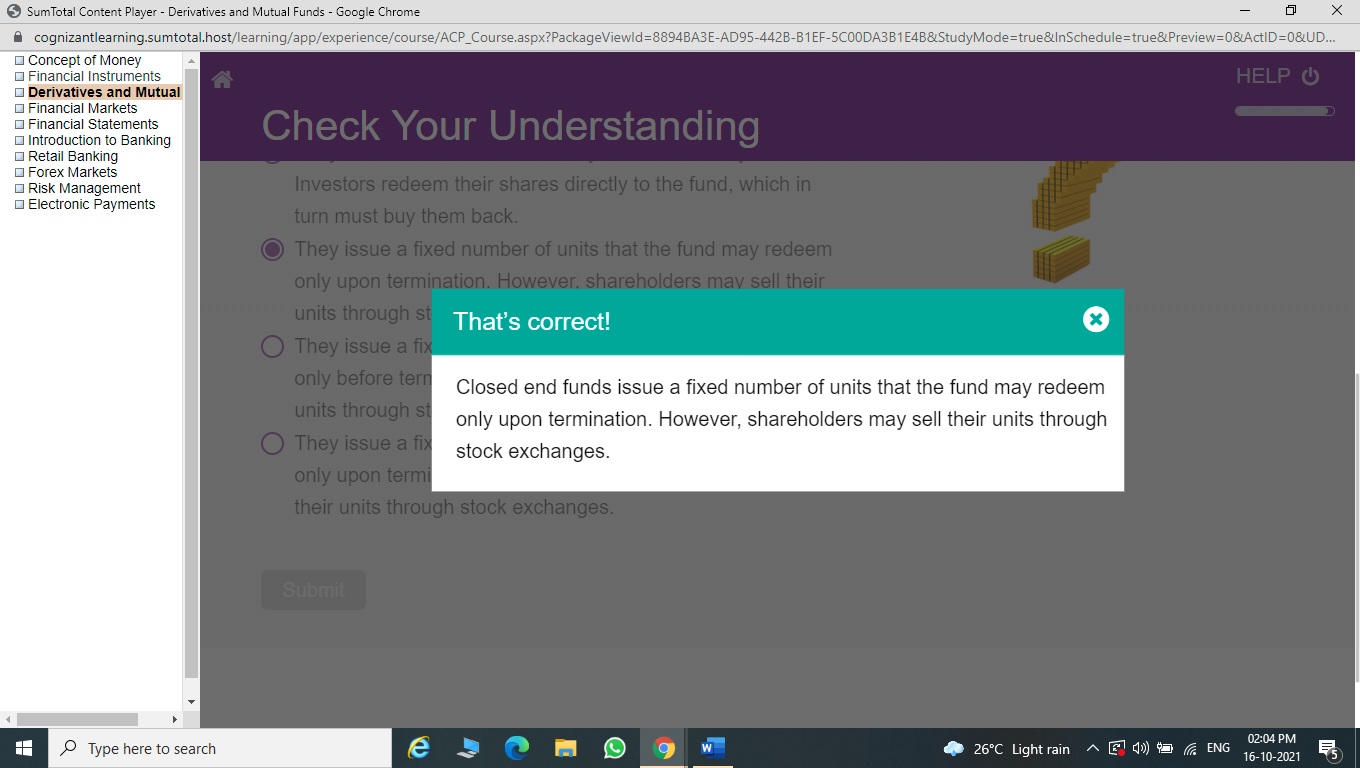 SumTotal Content Player - Derivatives and Mutual Funds - Google Chrome
cognizantlearning.sumtotal.host/learning/app/experience/course/ACP_Course.aspx?PackageViewId=8894BA3E-AD95-442B-B1EF-5C00DA3B1E4B&StudyMode=true&InSchedule=true&Preview=0&ActID=0&UD...
Concept of Money
Financial Instruments
Derivatives and Mutual
Financial Markets
Financial Statements
Introduction to Banking
Retail Banking
Forex Markets
Risk Management
Electronic Payments
HELP
Check Your Understanding
Investors redeem their shares directly to the fund, which in
turn must buy them back.
They issue a fixed number of units that the fund may redeem
only upon termination. However, shareholders may sell their
units through st
They issue a fix
only before tern
units through st
They issue a fix
only upon termi
their units through stock exchanges.
That's correct!
Closed end funds issue a fixed number of units that the fund may redeem
only upon termination. However, shareholders may sell their units through
stock exchanges.
Submit
Type here to search
26°C Light rain
ENG
02:04 PM
16-10-2021
5